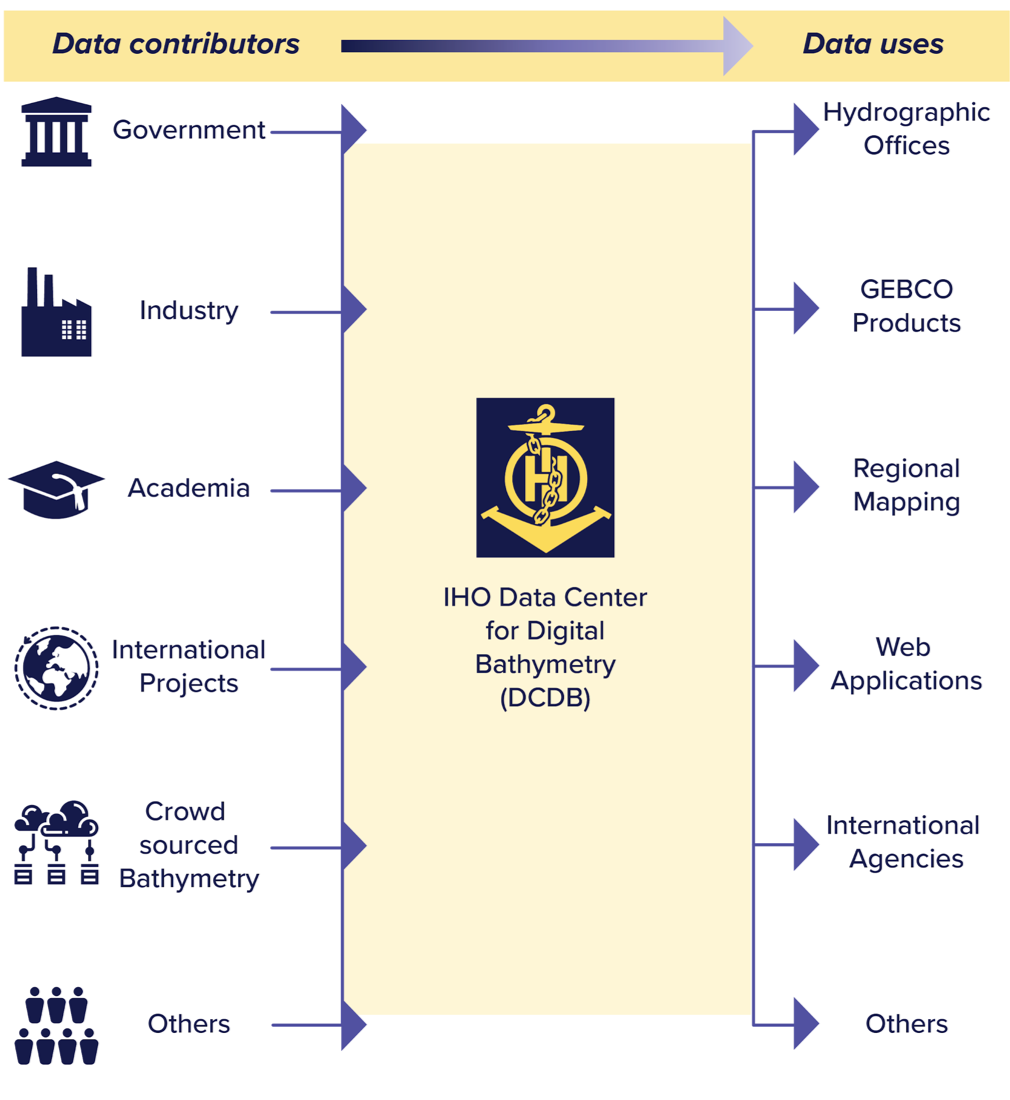 Data contributors
Data uses
Government
Industry
Academia
International
Projects
Crowd
sourced
Bathymetry
Others
IHO Data Center
for Digital
Bathymetry
(DCDB)
Hydrographic
Offices
GEBCO
Products
Regional
Mapping
Web
Applications
International
Agencies
Others